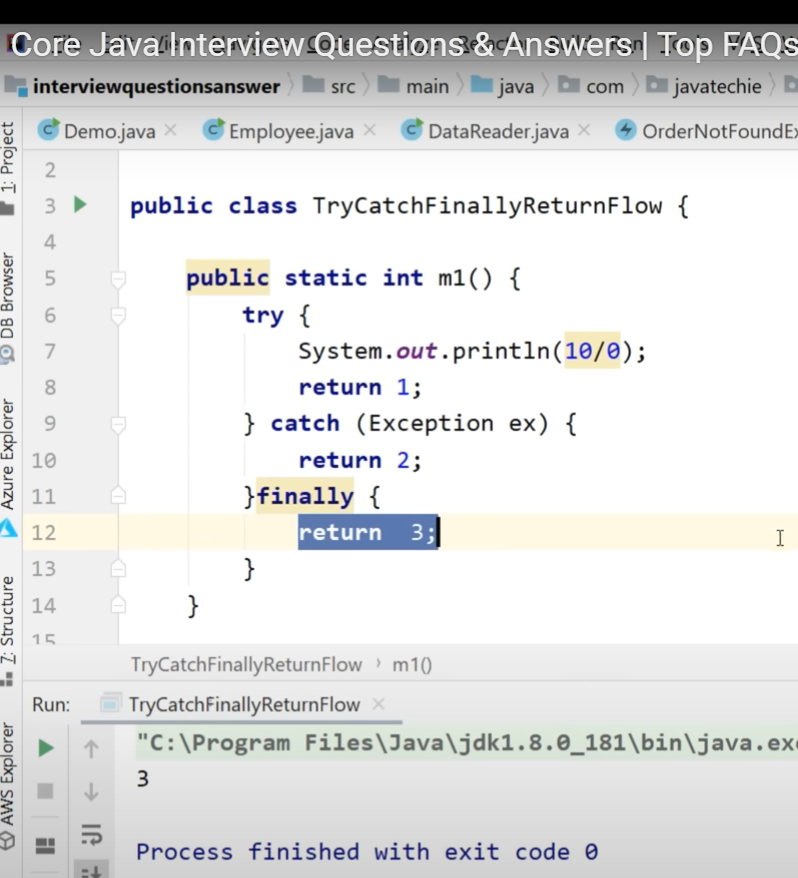 Core Java Interview Questions & Answers | Top FAQs
interviewquestionsanswer src main java com javatechie
Demo.java Employee.java DataReader.java OrderNotFoundEx
1: Project
DB Browser
Azure Explorer
7: Structure
AWS Explorer
2
3 public class TryCatchFinallyReturnFlow {
4
5 public static int m1() {
6 try {
7 System.out.println(10/0);
8 return 1;
9 } catch (Exception ex) {
10 return 2;
11 }finally {
12 return 3;
13 }
14 }
15
TryCatchFinallyReturnFlow › m1()
Run: TryCatchFinallyReturnFlow
"C:\Program Files\Java\jdk1.8.0_181\bin\java.exe
3
Process finished with exit code 0